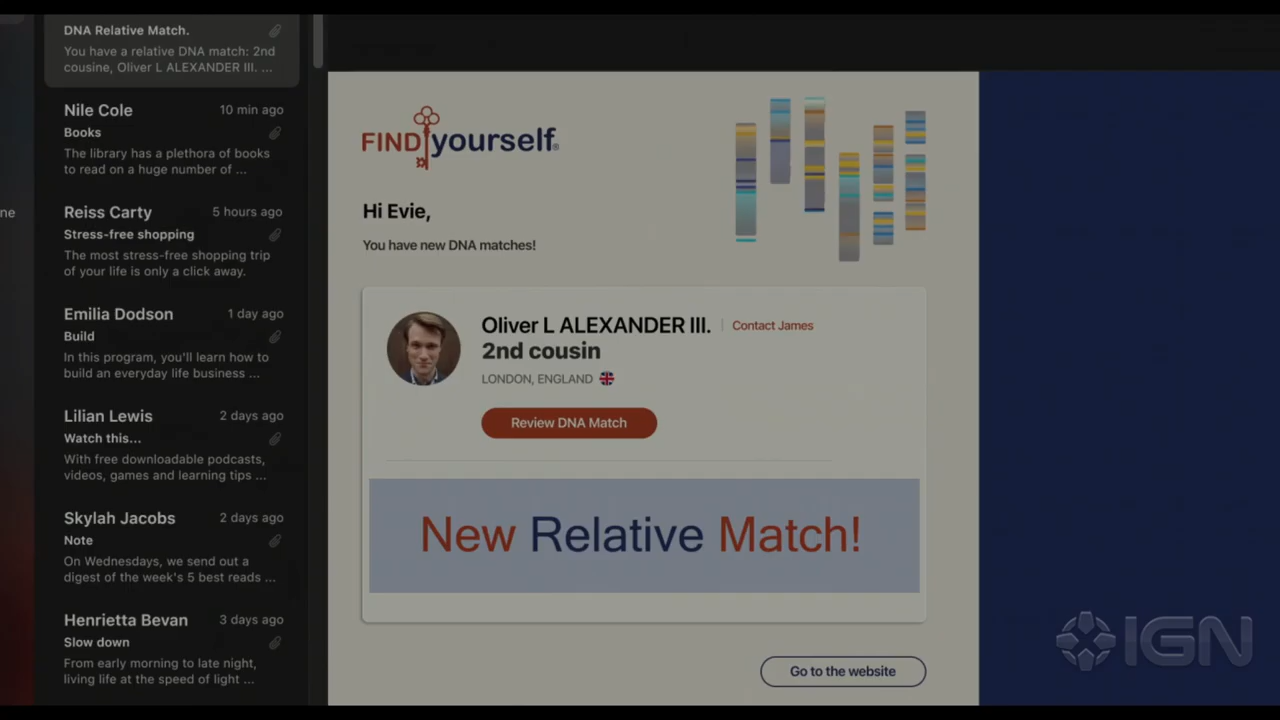 DNA Relative Match.
You have a relative DNA match: 2nd
cousine, Oliver L ALEXANDER III. ...
Nile Cole 10 min ago
Books
The library has a plethora of books
to read on a huge number of ...
ne
Reiss Carty 5 hours ago
Stress-free shopping
The most stress-free shopping trip
of your life is only a click away.
Emilia Dodson 1 day ago
Build
In this program, you'll learn how to
build an everyday life business ...
Lilian Lewis 2 days ago
Watch this...
With free downloadable podcasts,
videos, games and learning tips ...
Skylah Jacobs 2 days ago
Note
On Wednesdays, we send out a
digest of the week's 5 best reads ...
Henrietta Bevan 3 days ago
Slow down
From early morning to late night,
living life at the speed of light ...
FIND yourself®
Hi Evie,
You have new DNA matches!
Oliver L ALEXANDER III. | Contact James
2nd cousin
LONDON, ENGLAND
Review DNA Match
New Relative Match!
Go to the website
IGN